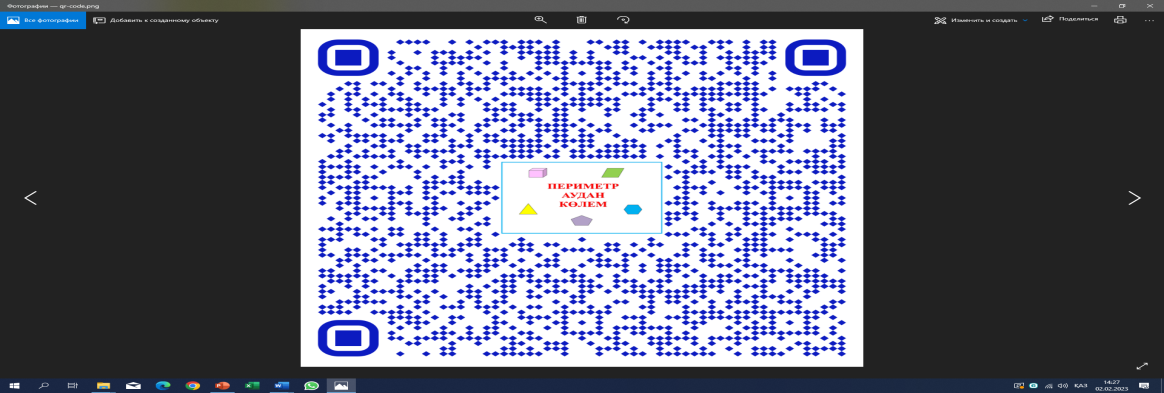 Фотографии — qr-code.png
Все фотографии
Добавить к созданному объекту
Изменить и создать
Поделиться
ПЕРИМЕТР
АУДАН
КӨЛЕМ
ҚАЗ
14:27
02.02.2023